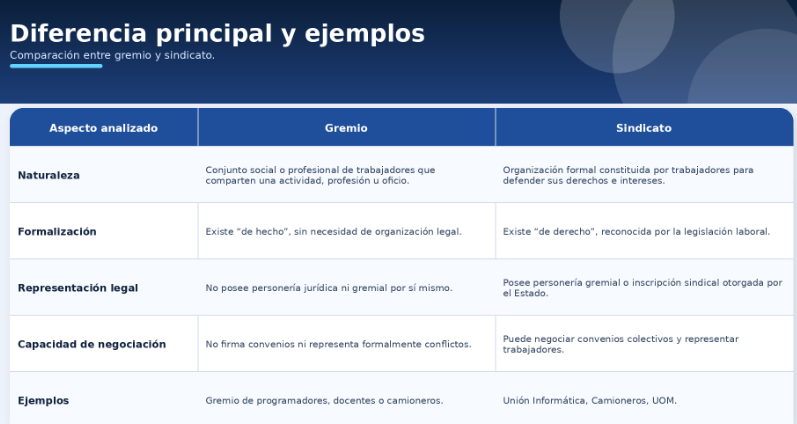 Diferencia principal y ejemplos
Comparación entre gremio y sindicato.
Aspecto analizado
Gremio
Sindicato
Naturaleza
Conjunto social o profesional de trabajadores que
comparten una actividad, profesión u oficio.
Organización formal constituida por trabajadores para
defender sus derechos e intereses.
Formalización
Existe “de hecho”, sin necesidad de organización legal.
Existe “de derecho”, reconocida por la legislación laboral.
Representación legal
No posee personería jurídica ni gremial por sí mismo.
Posee personería gremial o inscripción sindical otorgada por
el Estado.
Capacidad de negociación
No firma convenios ni representa formalmente conflictos.
Puede negociar convenios colectivos y representar
trabajadores.
Ejemplos
Gremio de programadores, docentes o camioneros.
Unión Informática, Camioneros, UOM.